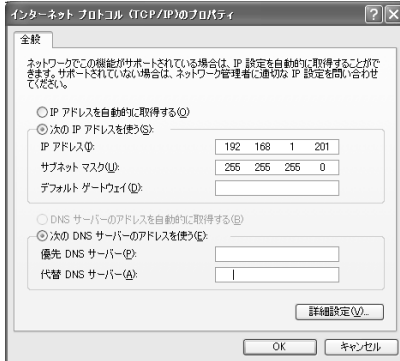 インターネット プロトコル (TCP/IP)のプロパティ
全般
ネットワークでこの機能がサポートされている場合は、IP 設定を自動的に取得することがで
きます。サポートされていない場合は、ネットワーク管理者に適切な IP 設定を問い合わせ
てください。
IP アドレスを自動的に取得する(O)
次の IP アドレスを使う(S):
IP アドレス(I): 192 168 1 201
サブネット マスク(U): 255 255 255 0
デフォルト ゲートウェイ(D):
DNS サーバーのアドレスを自動的に取得する(B)
次の DNS サーバーのアドレスを使う(E):
優先 DNS サーバー(P):
代替 DNS サーバー(A):
詳細設定(V)...
OK キャンセル